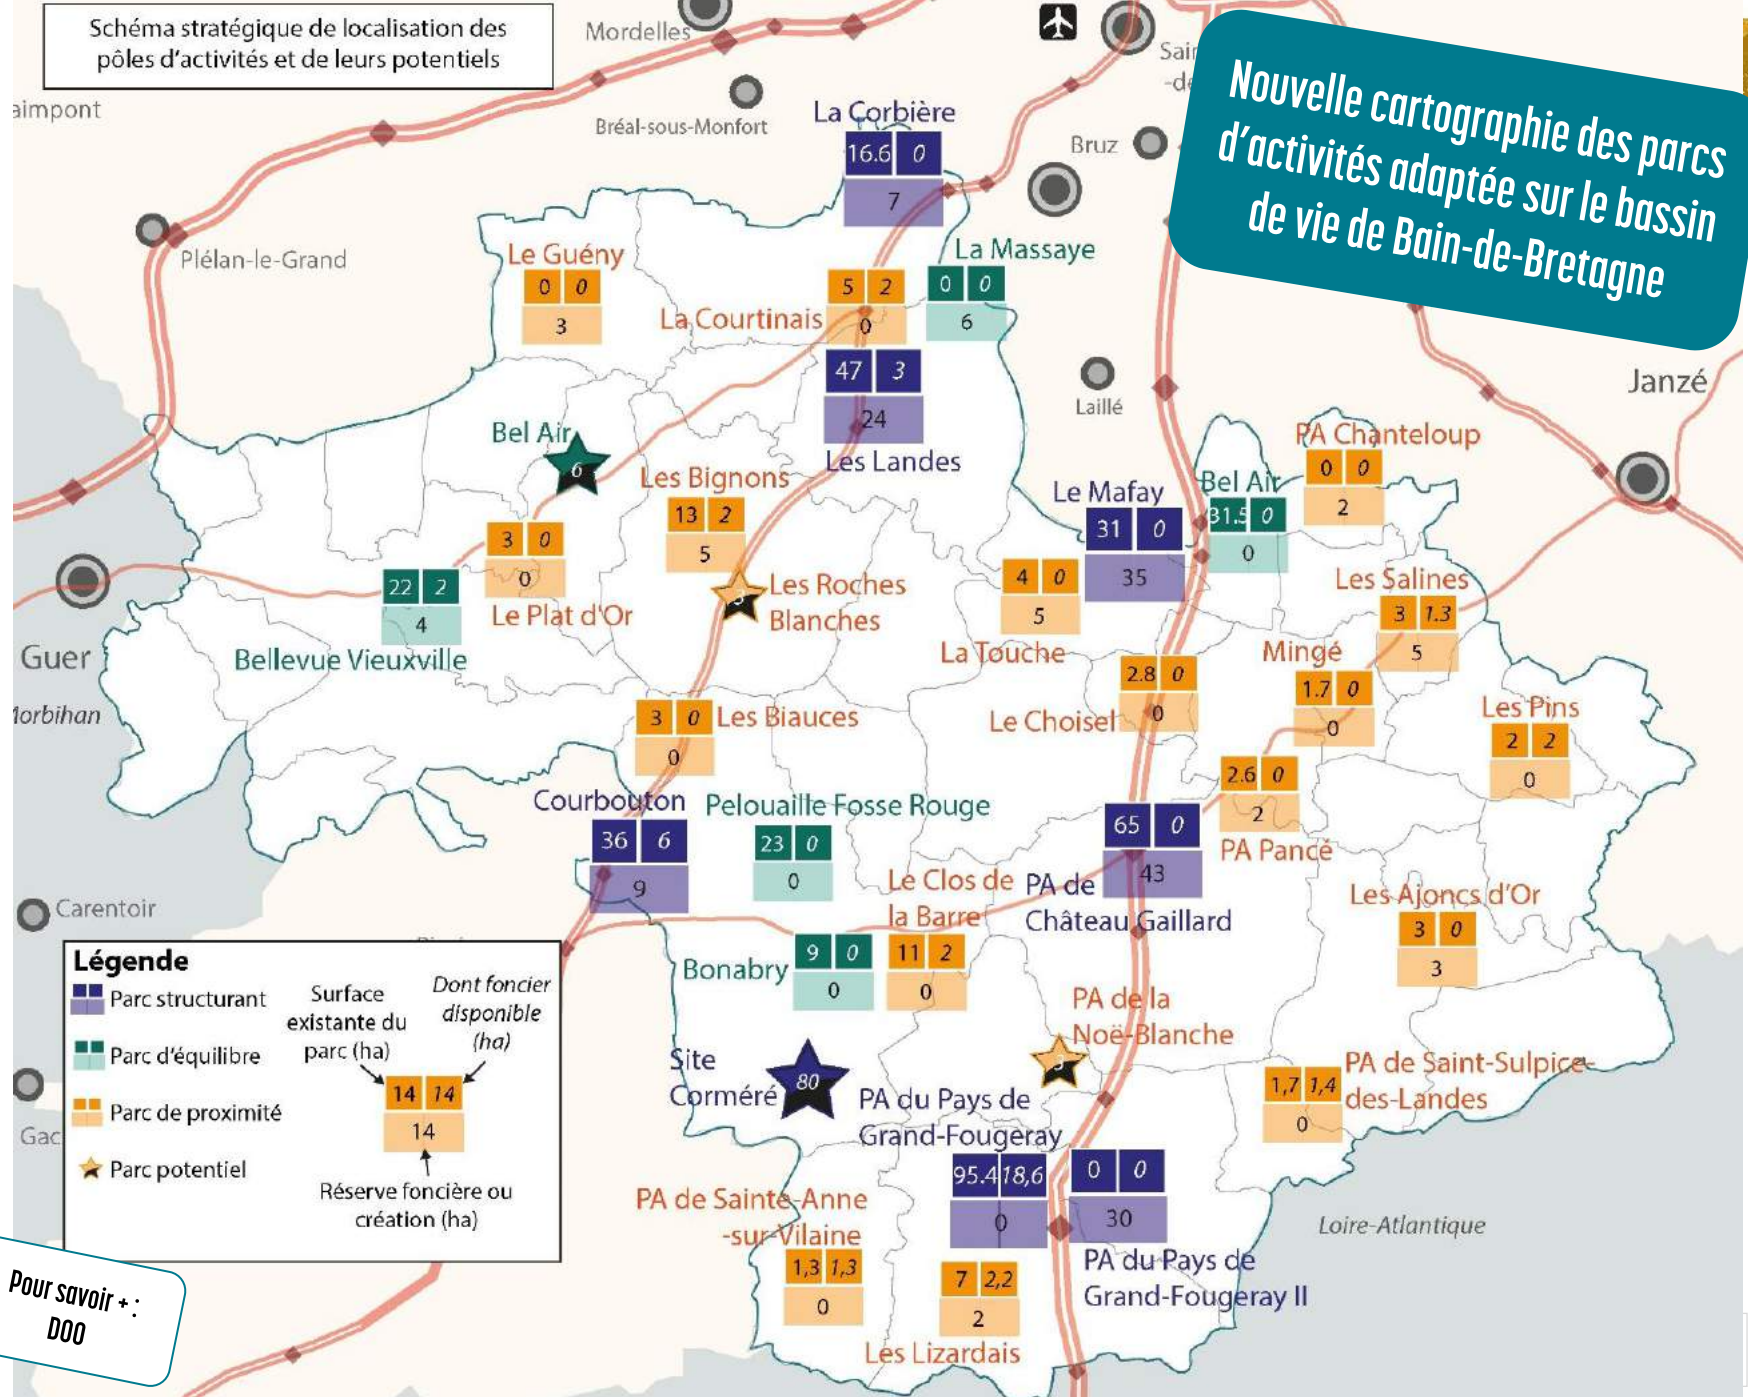 Schéma stratégique de localisation des
pôles d'activités et de leurs potentiels
Nouvelle cartographie des parcs
d'activités adaptée sur le bassin
de vie de Bain-de-Bretagne
Mordelles
aimpont
Bréal-sous-Monfort
La Corbière
16.6 0
7
Bruz
Plélan-le-Grand
Le Guény
0 0
3
La Courtinais
5 2
0
La Massaye
0 0
6
47 3
24
Les Landes
Laillé
Janzé
Bel Air
6
Les Bignons
13 2
5
Le Mafay
31 0
35
Bel Air
31.5 0
0
PA Chanteloup
0 0
2
3 0
0
Le Plat d'Or
22 2
4
Bellevue Vieuxville
Guer
Les Roches
Blanches
3
4 0
5
La Touche
Les Salines
3 1.3
5
2.8 0
0
Le Choisel
Mingé
1.7 0
0
Les Pins
2 2
0
3 0
0
Les Biauces
Courbouton
36 6
9
Pelouaille Fosse Rouge
23 0
0
2.6 0
2
PA Pancé
65 0
43
PA de
Château Gaillard
Le Clos de
la Barre
11 2
0
Les Ajoncs d'Or
3 0
3
Carentoir
Bonabry
9 0
0
PA de la
Noë-Blanche
3
Site
Corméré
80
PA de Saint-Sulpice-
des-Landes
1,7 1,4
0
PA du Pays de
Grand-Fougeray
95.4 18,6
0
0 0
30
PA du Pays de
Grand-Fougeray II
Loire-Atlantique
PA de Sainte-Anne
-sur-Vilaine
1,3 1,3
0
7 2,2
2
Les Lizardais
Légende
Parc structurant
Parc d'équilibre
Parc de proximité
Parc potentiel
Surface
existante du
parc (ha)
Dont foncier
disponible
(ha)
14 14
14
Réserve foncière ou
création (ha)
Gac
Pour savoir + :
DOO